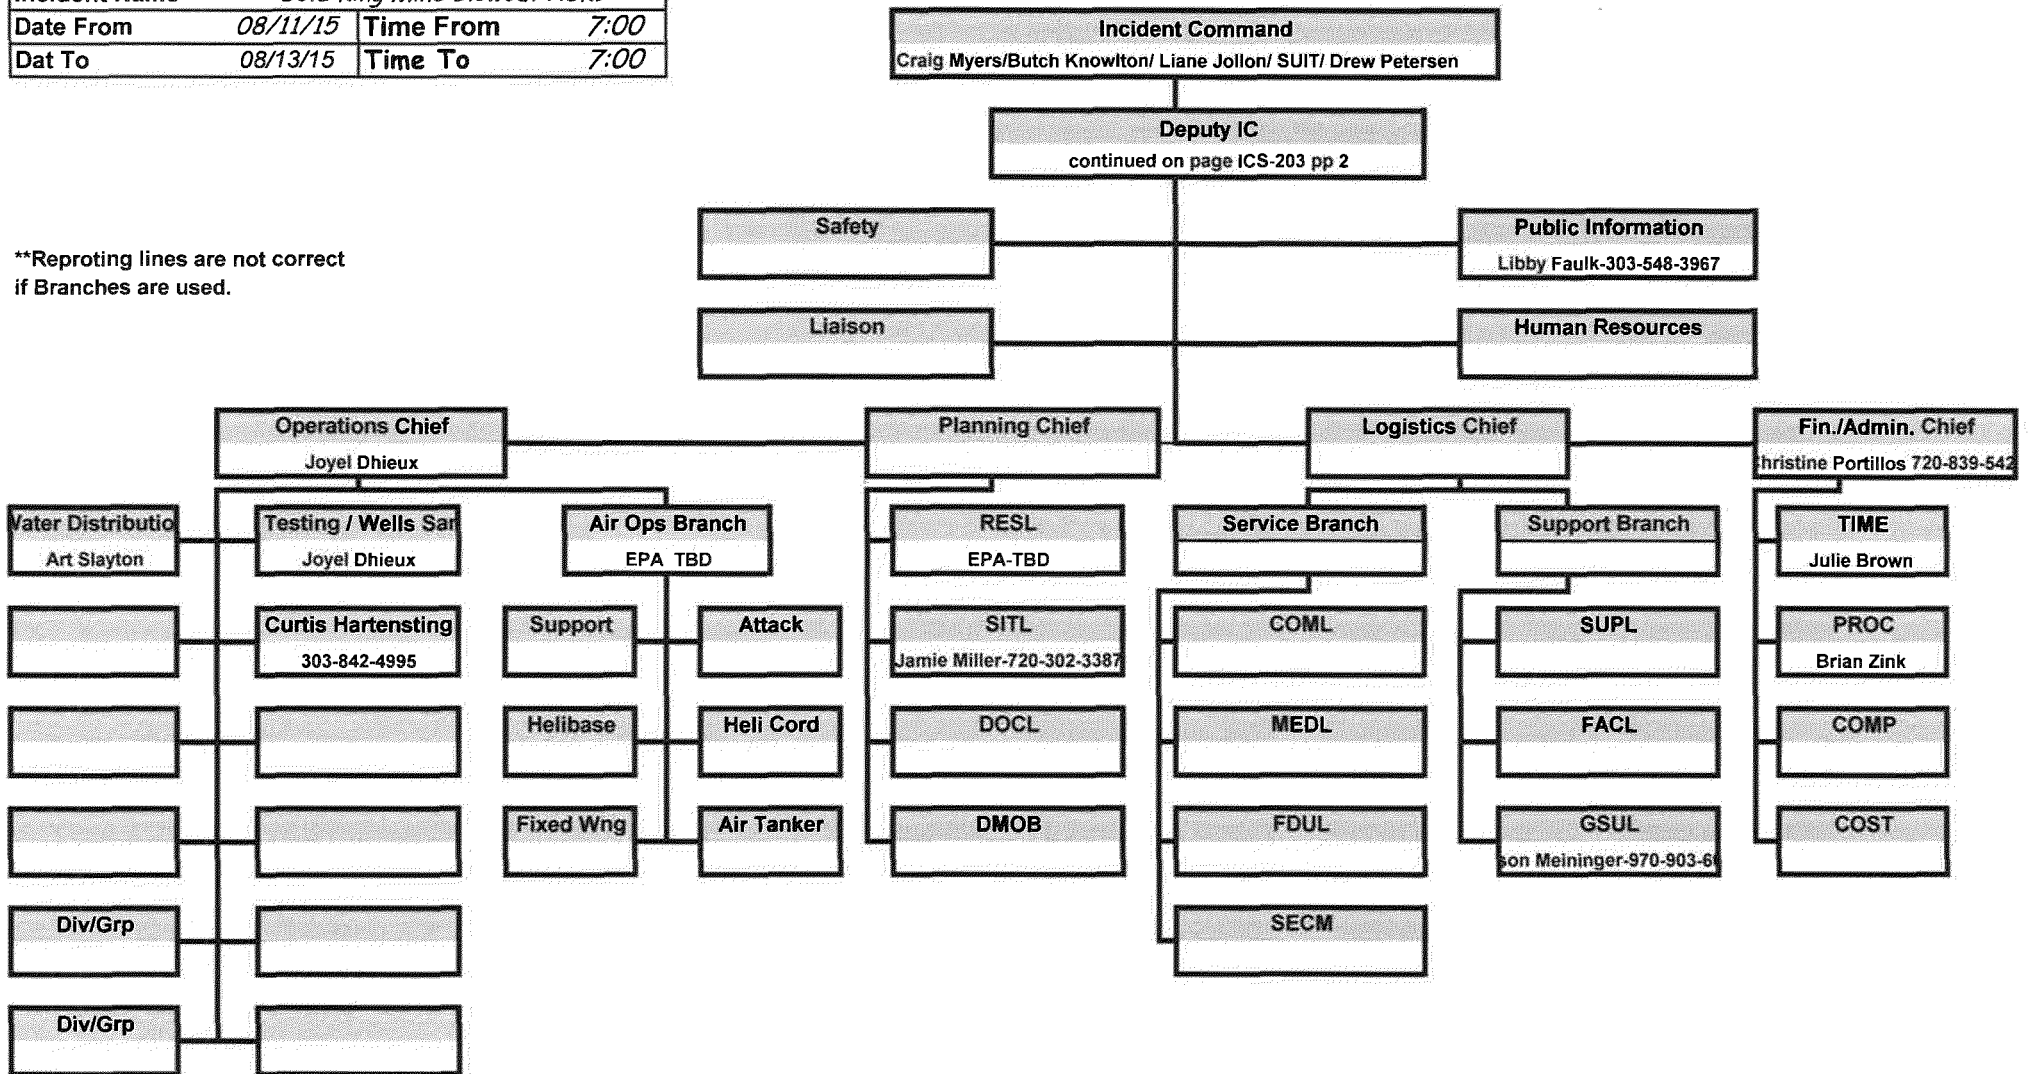 Date From 08/11/15 Time From 7:00
Dat To 08/13/15 Time To 7:00
Incident Command
Craig Myers/Butch Knowlton/ Liane Jollon/ SUIT/ Drew Petersen
Deputy IC
continued on page ICS-203 pp 2
Safety
Public Information
Libby Faulk-303-548-3967
**Reproting lines are not correct
if Branches are used.
Liaison
Human Resources
Operations Chief
Joyel Dhieux
Planning Chief
Logistics Chief
Fin./Admin. Chief
hristine Portillos 720-839-542
Vater Distributio
Art Slayton
Testing / Wells Sar
Joyel Dhieux
Air Ops Branch
EPA TBD
RESL
EPA-TBD
Service Branch
Support Branch
TIME
Julie Brown
Curtis Hartensting
303-842-4995
Support
Attack
SITL
Jamie Miller-720-302-3387
COML
SUPL
PROC
Brian Zink
Helibase
Heli Cord
DOCL
MEDL
FACL
COMP
Fixed Wng
Air Tanker
DMOB
FDUL
GSUL
son Meininger-970-903-6
COST
Div/Grp
SECM
Div/Grp